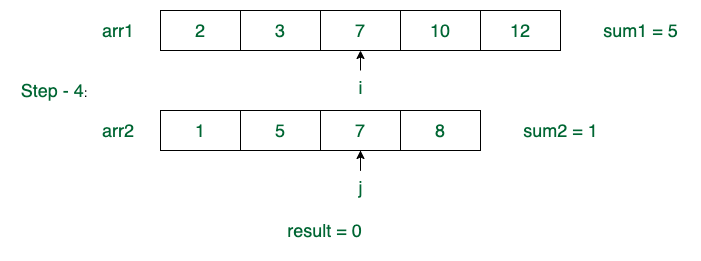 arr1 2 3 7 10 12 sum1 = 5
i
Step - 4:
arr2 1 5 7 8 sum2 = 1
j
result = 0